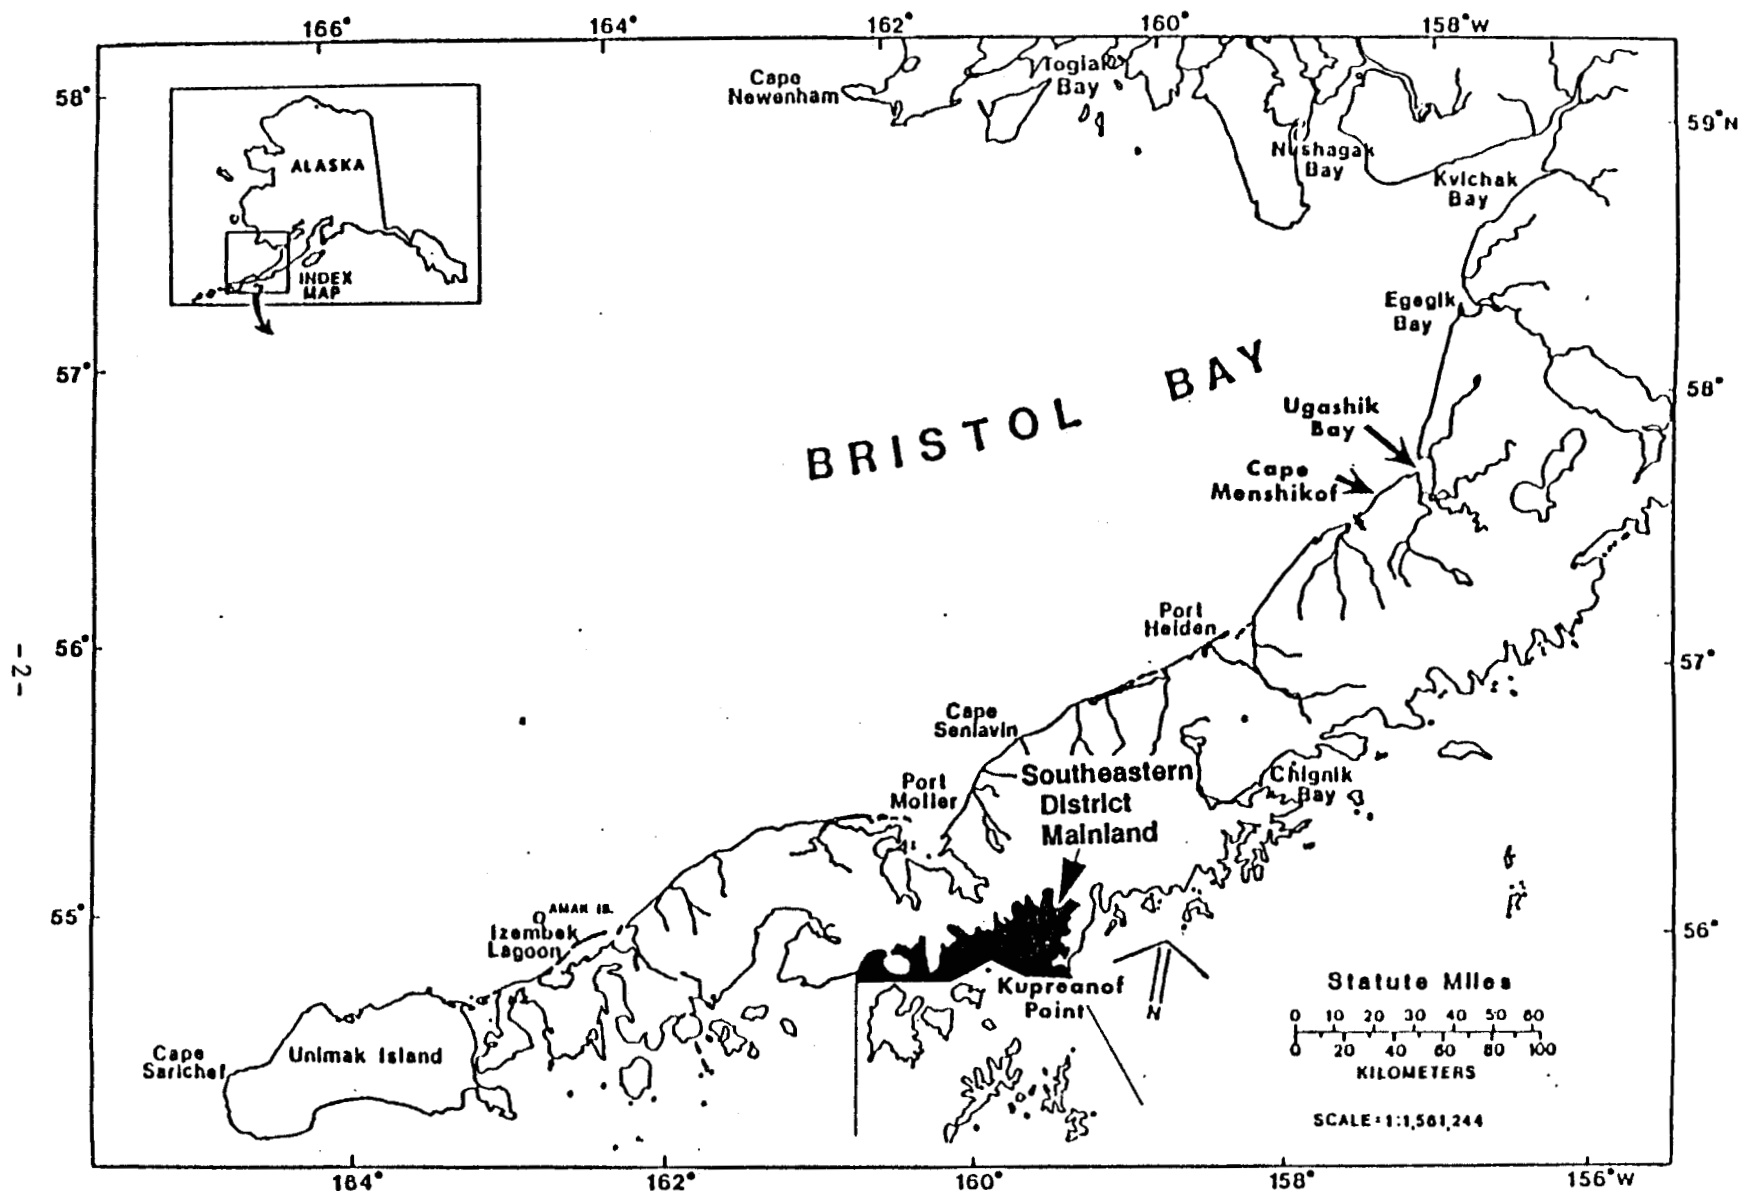 166° 164° 162° 160° 158°W
58°
57°
56°
55°
59°N
58°
57°
56°
184° 162° 160° 158° 156°W
-2-
ALASKA
INDEX
MAP
Cape
Newenham
Togiak
Bay
Nushagak
Bay
Kvichak
Bay
Egegik
Bay
BRISTOL BAY
Ugashik
Bay
Cape
Menshikof
Port
Heiden
Cape
Seniavin
Port
Moller
Southeastern
District
Mainland
Chignik
Bay
AMAK IS.
Izembek
Lagoon
Kupreanof
Point
N
Cape
Sarichef
Unimak Island
Statute Miles
0 10 20 30 40 50 60
0 20 40 60 80 100
KILOMETERS
SCALE=1:1,561,244